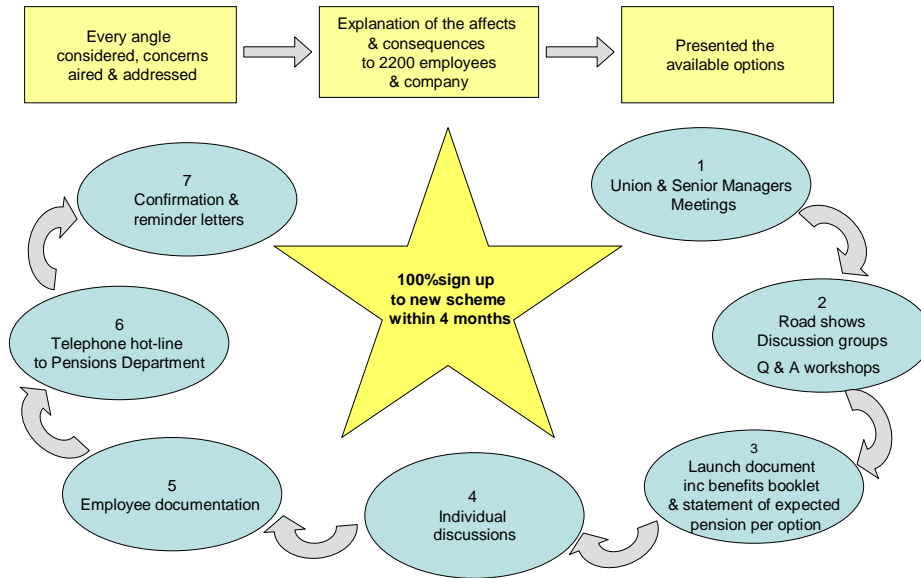 Every angle
considered, concerns
aired & addressed
Explanation of the affects
& consequences
to 2200 employees
& company
Presented the
available options
1
Union & Senior Managers
Meetings
2
Road shows
Discussion groups
Q & A workshops
3
Launch document
inc benefits booklet
& statement of expected
pension per option
4
Individual
discussions
5
Employee documentation
6
Telephone hot-line
to Pensions Department
7
Confirmation &
reminder letters
100%sign up
to new scheme
within 4 months